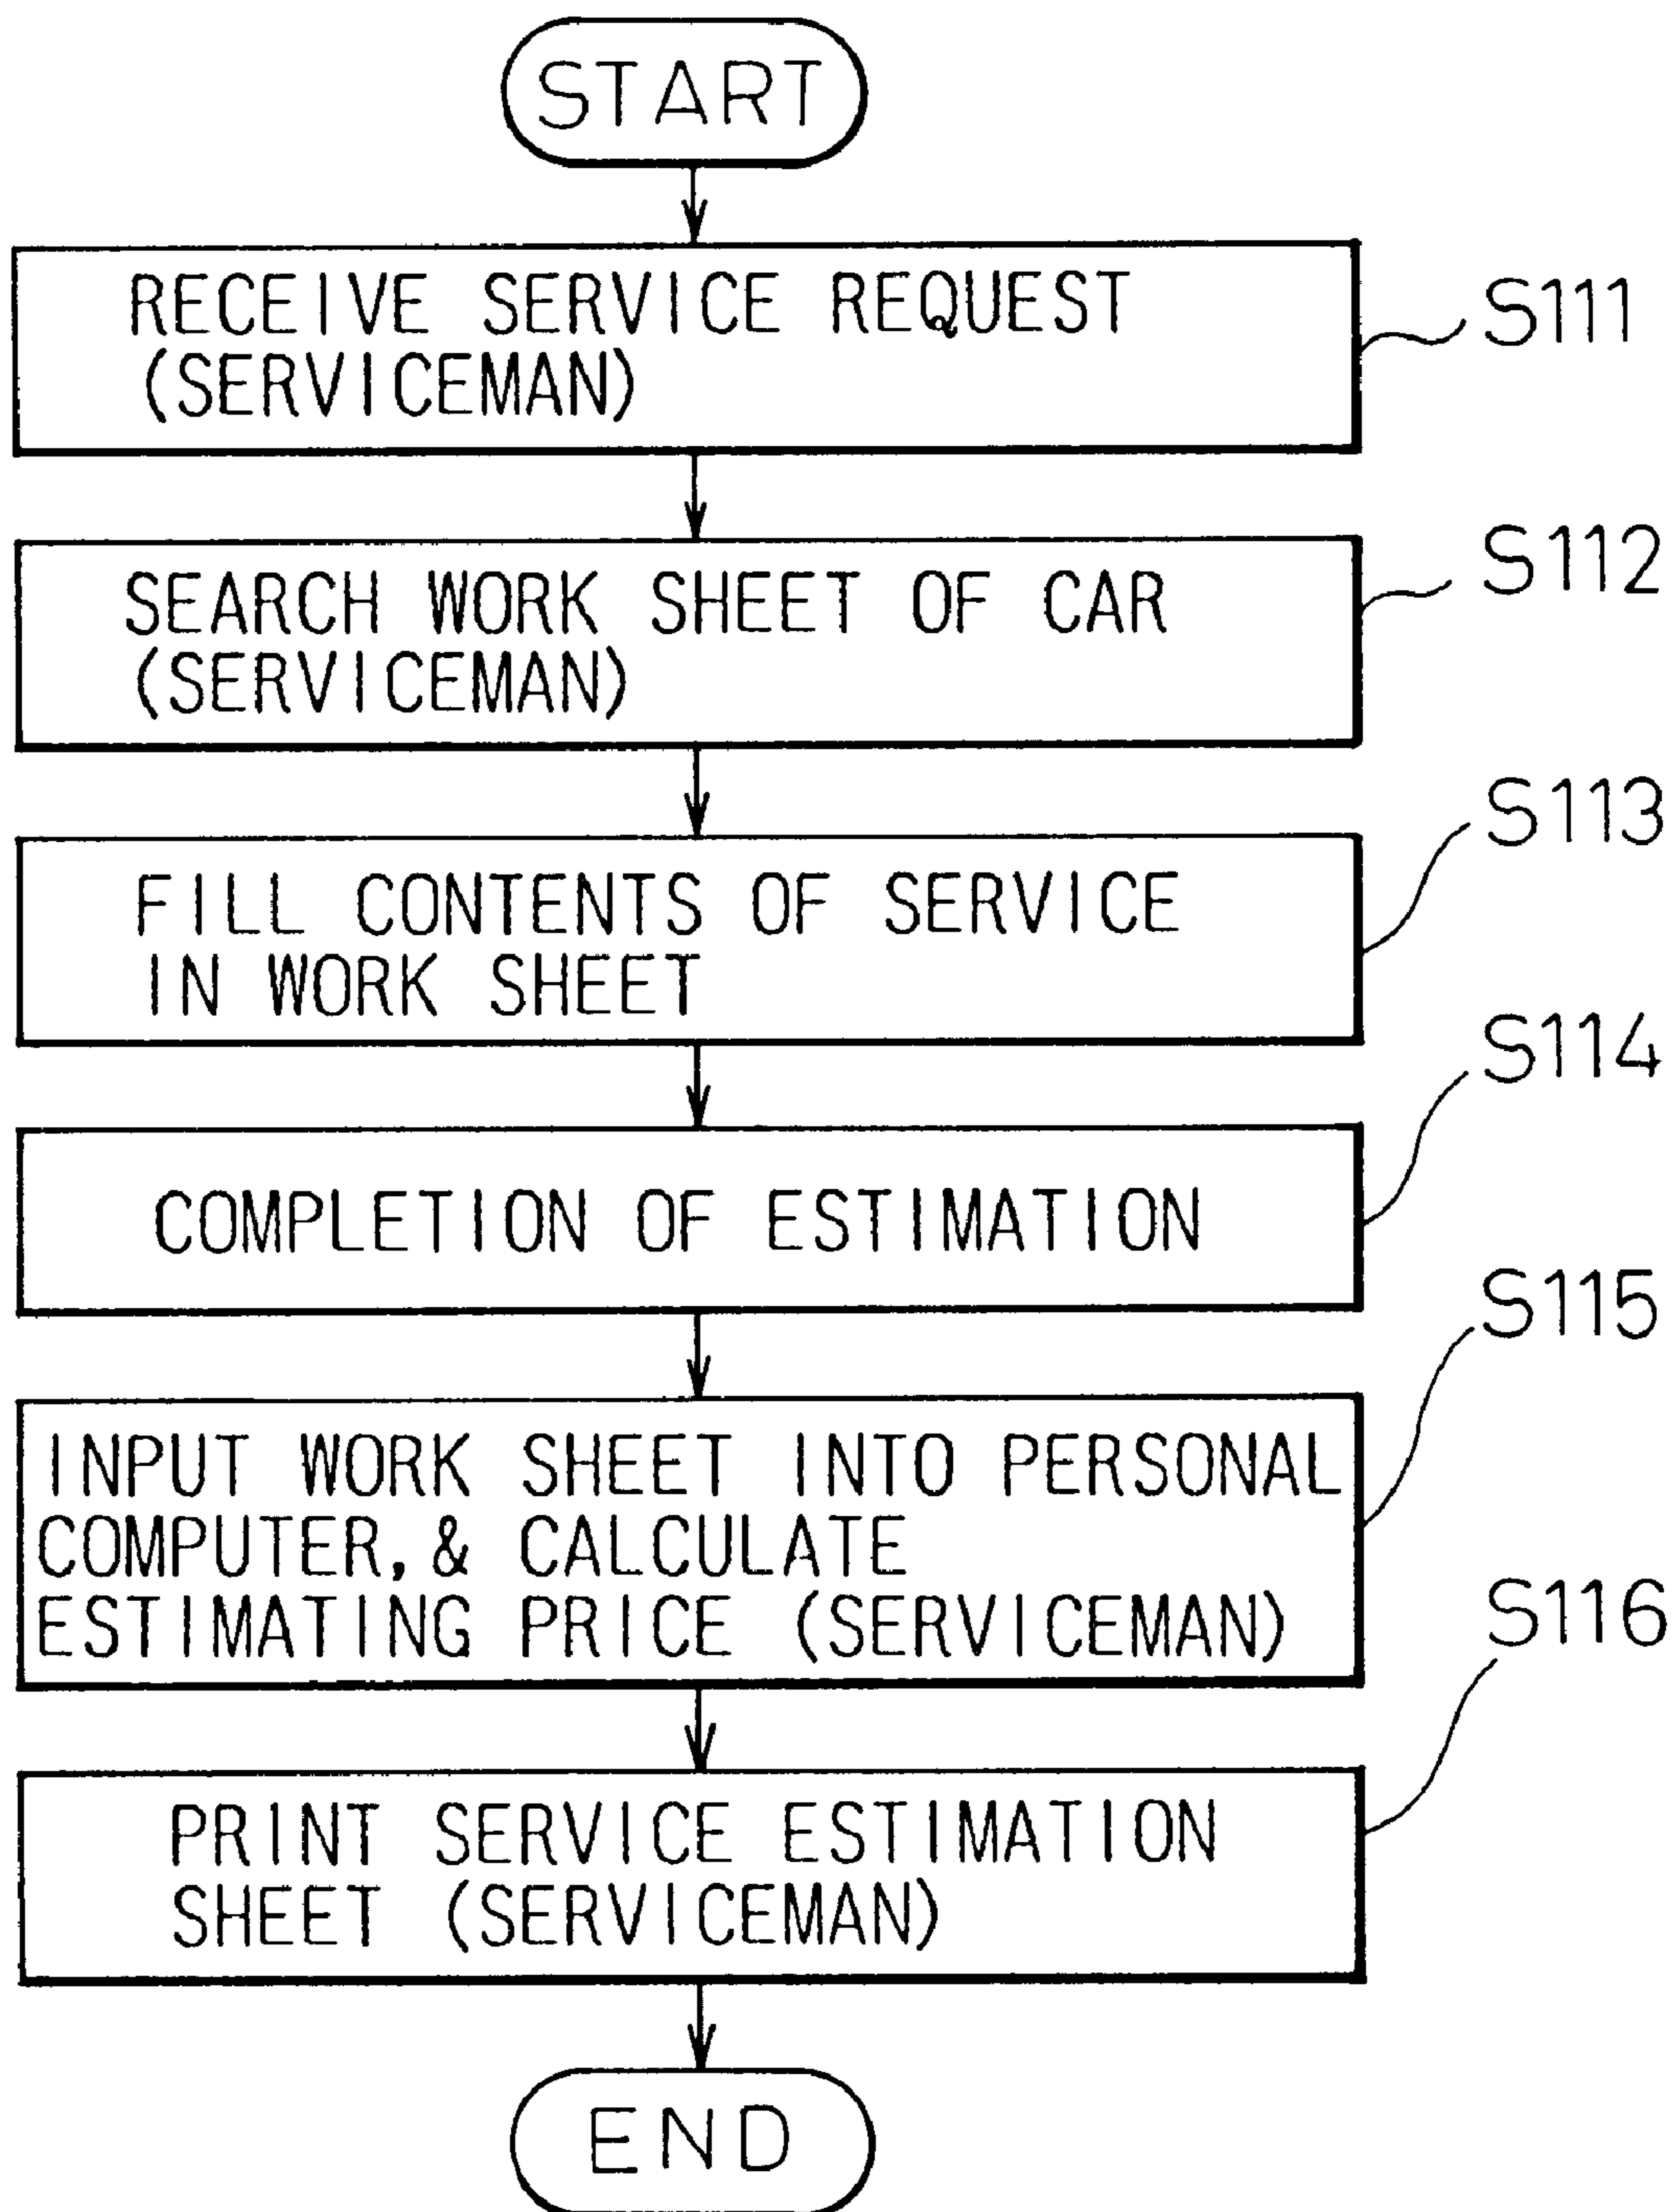 START
RECEIVE SERVICE REQUEST
(SERVICEMAN)
S111
SEARCH WORK SHEET OF CAR
(SERVICEMAN)
S112
FILL CONTENTS OF SERVICE
IN WORK SHEET
S113
COMPLETION OF ESTIMATION
S114
INPUT WORK SHEET INTO PERSONAL
COMPUTER, & CALCULATE
ESTIMATING PRICE (SERVICEMAN)
S115
PRINT SERVICE ESTIMATION
SHEET (SERVICEMAN)
S116
END